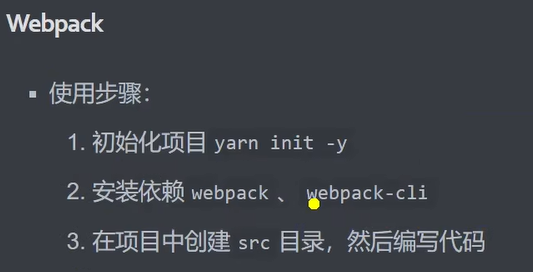 Webpack
使用步骤：
1. 初始化项目 yarn init -y
2. 安装依赖 webpack 、 webpack-cli
3. 在项目中创建 src 目录，然后编写代码